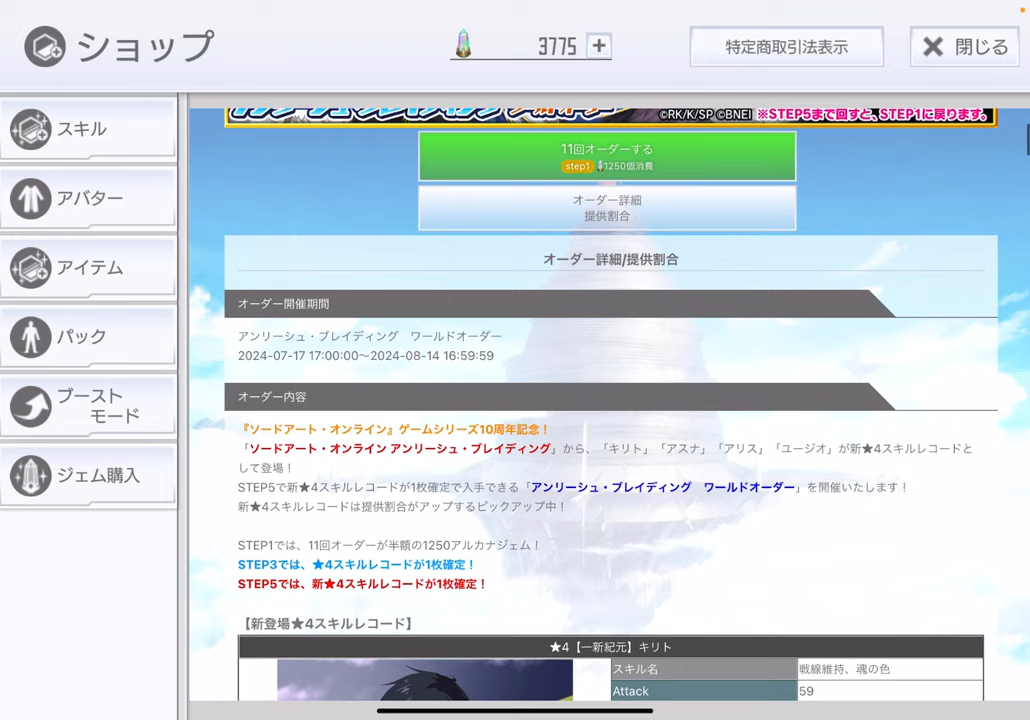 ショップ
3775
特定商取引法表示
閉じる
スキル
アバター
アイテム
パック
ブースト
モード
ジェム購入
©RK/K/SP ©BNEI ※STEP5まで回すと、STEP1に戻ります。
11回オーダーする
step1 1250個消費
オーダー詳細
提供割合
オーダー詳細/提供割合
オーダー開催期間
アンリーシュ・ブレイディング ワールドオーダー
2024-07-17 17:00:00〜2024-08-14 16:59:59
オーダー内容
『ソードアート・オンライン』ゲームシリーズ10周年記念！
「ソードアート・オンライン アンリーシュ・ブレイディング」から、「キリト」「アスナ」「アリス」「ユージオ」が新★4スキルレコードと
して登場！
STEP5で新★4スキルレコードが1枚確定で入手できる「アンリーシュ・ブレイディング ワールドオーダー」を開催いたします！
新★4スキルレコードは提供割合がアップするピックアップ中！
STEP1では、11回オーダーが半額の1250アルカナジェム！
STEP3では、★4スキルレコードが1枚確定！
STEP5では、新★4スキルレコードが1枚確定！
【新登場★4スキルレコード】
★4【一新紀元】キリト
スキル名 戦線維持、魂の色
Attack 59